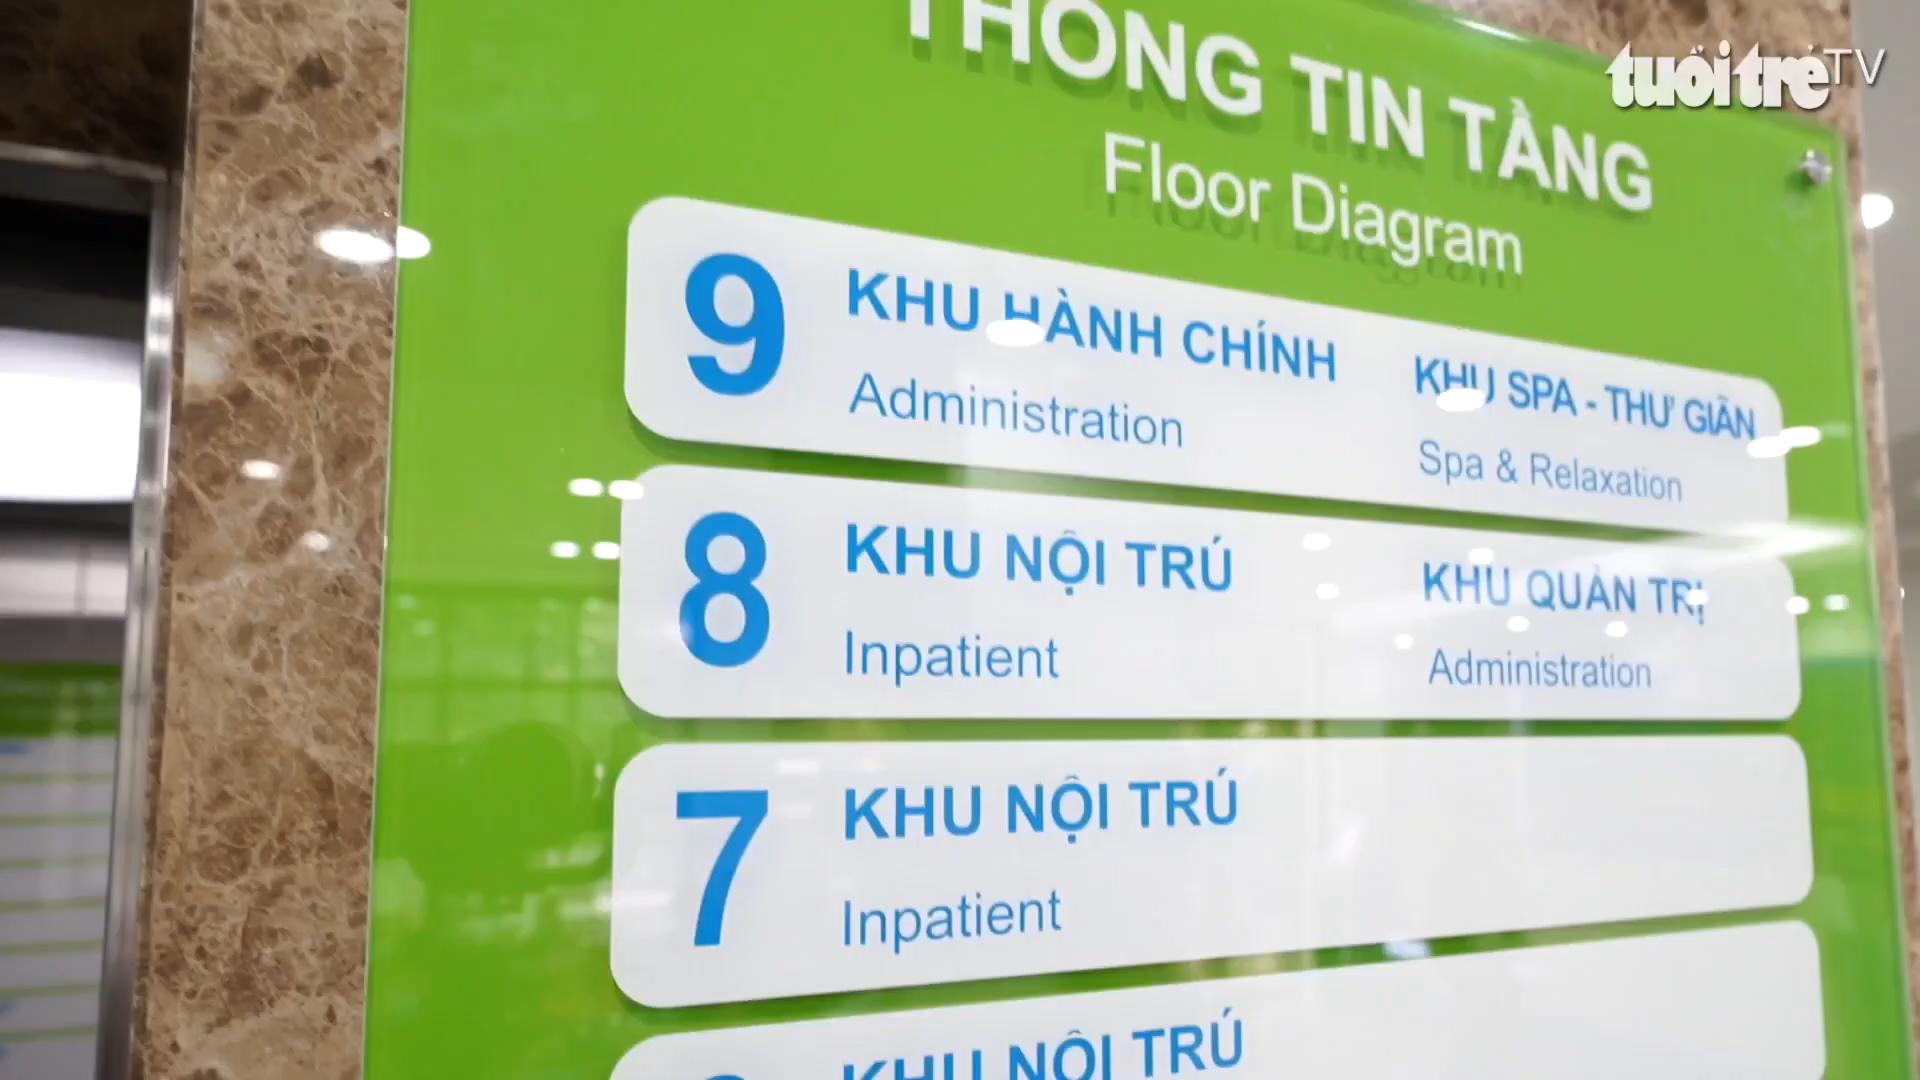 tuổi trẻ TV
THÔNG TIN TẦNG
Floor Diagram
9
KHU HÀNH CHÍNH
Administration
KHU SPA - THƯ GIÃN
Spa & Relaxation
8
KHU NỘI TRÚ
Inpatient
KHU QUẢN TRỊ
Administration
7
KHU NỘI TRÚ
Inpatient
KHU NỘI TRÚ